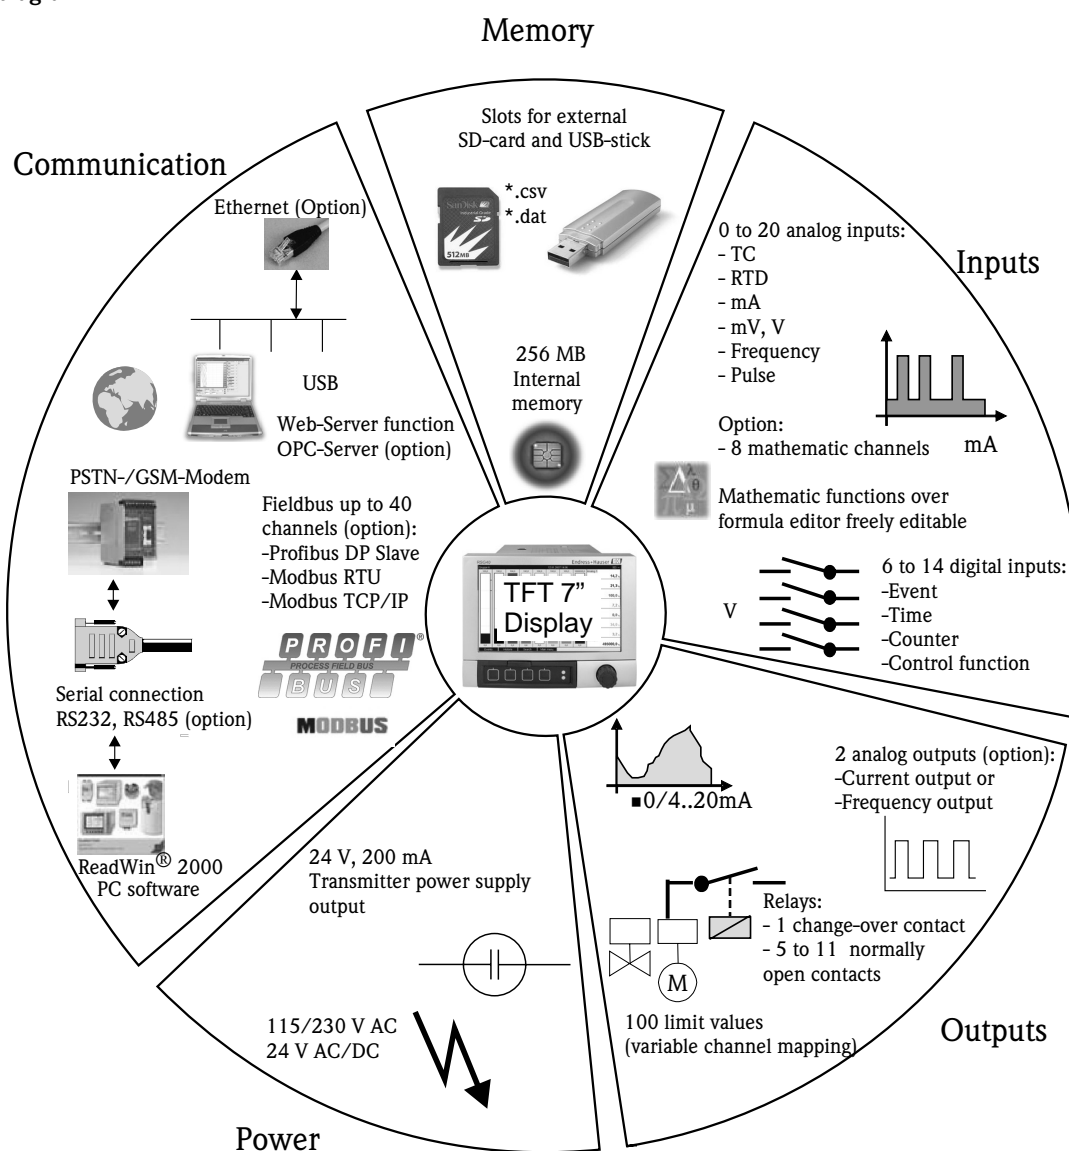 Memory
Slots for external
SD-card and USB-stick
*.csv
*.dat
SanDisk
SD
512MB
256 MB
Internal
memory
Communication
Ethernet (Option)
USB
Web-Server function
OPC-Server (option)
PSTN-/GSM-Modem
Fieldbus up to 40
channels (option):
-Profibus DP Slave
-Modbus RTU
-Modbus TCP/IP
PROFI®
PROCESS FIELD BUS
BUS
MODBUS
Serial connection
RS232, RS485 (option)
ReadWin® 2000
PC software
Inputs
0 to 20 analog inputs:
- TC
- RTD
- mA
- mV, V
- Frequency
- Pulse
mA
Option:
- 8 mathematic channels
Mathematic functions over
formula editor freely editable
V
6 to 14 digital inputs:
-Event
-Time
-Counter
-Control function
Endress+Hauser
TFT 7”
Display
Outputs
2 analog outputs (option):
-Current output or
-Frequency output
■0/4..20mA
Relays:
- 1 change-over contact
- 5 to 11 normally
open contacts
M
100 limit values
(variable channel mapping)
Power
24 V, 200 mA
Transmitter power supply
output
115/230 V AC
24 V AC/DC